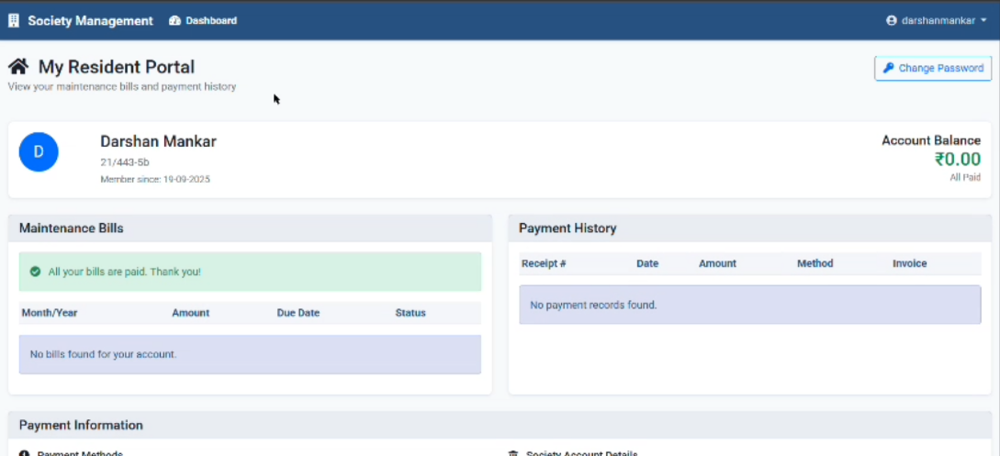 Society Management Dashboard darshanmankar
My Resident Portal Change Password
View your maintenance bills and payment history
D
Darshan Mankar
21/443-5b
Member since: 19-09-2025
Account Balance
₹0.00
All Paid
Maintenance Bills
All your bills are paid. Thank you!
Month/Year Amount Due Date Status
No bills found for your account.
Payment History
Receipt # Date Amount Method Invoice
No payment records found.
Payment Information
Payment Methods
Society Account Details